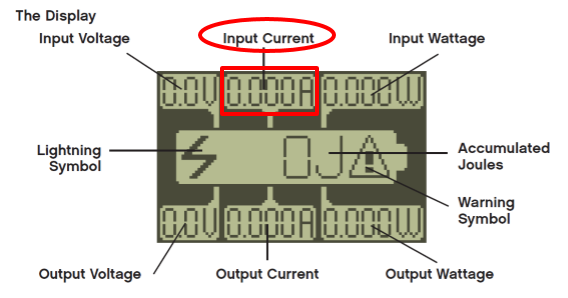 The Display
Input Voltage
Input Current
Input Wattage
0.0V
0.000A
0.000W
Lightning
Symbol
0J
Accumulated
Joules
Warning
Symbol
0.0V
0.000A
0.000W
Output Voltage
Output Current
Output Wattage